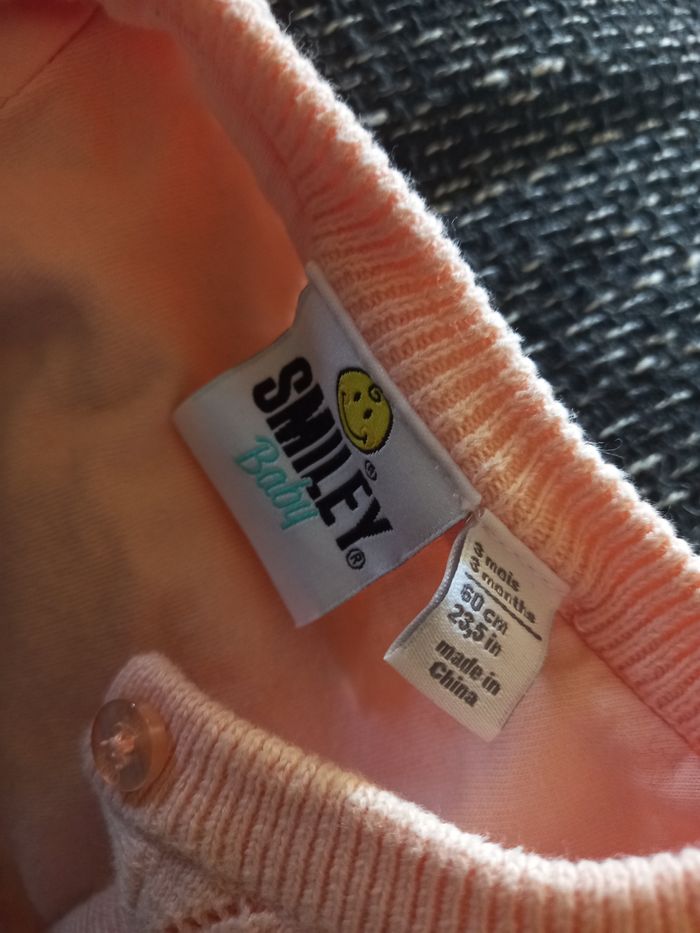 ®
SMILEY®
Baby
3 mois
3 months
60 cm
23,5 in
made in
China